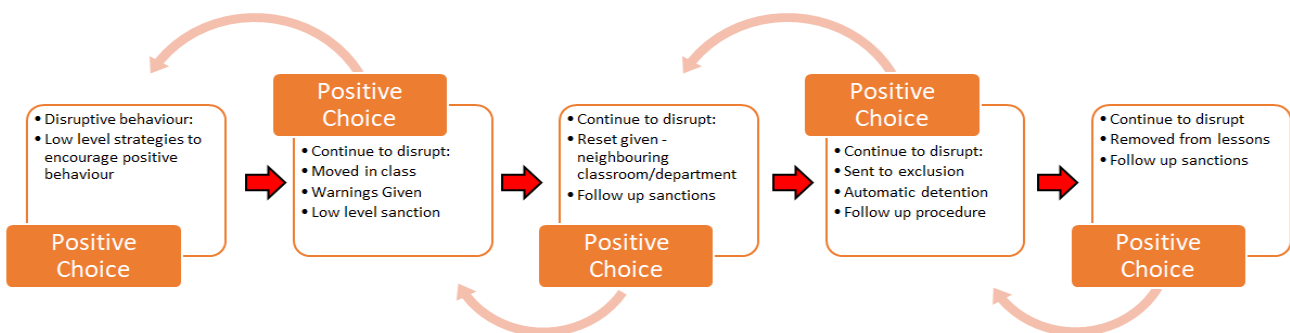 • Disruptive behaviour:
• Low level strategies to
encourage positive
behaviour
Positive
Choice
Positive
Choice
• Continue to disrupt:
• Moved in class
• Warnings Given
• Low level sanction
• Continue to disrupt:
• Reset given -
neighbouring
classroom/department
• Follow up sanctions
Positive
Choice
Positive
Choice
• Continue to disrupt:
• Sent to exclusion
• Automatic detention
• Follow up procedure
• Continue to disrupt
• Removed from lessons
• Follow up sanctions
Positive
Choice